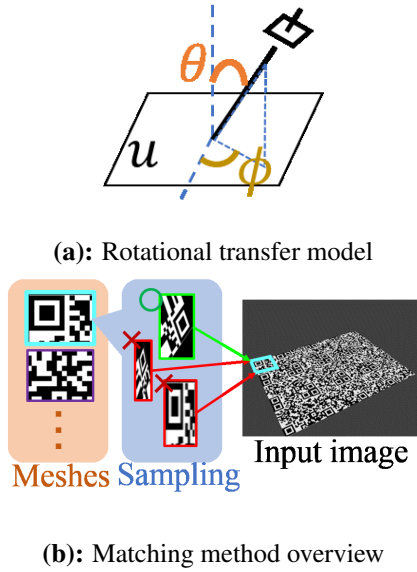 θ
u
ϕ
(a): Rotational transfer model
Meshes Sampling Input image
(b): Matching method overview